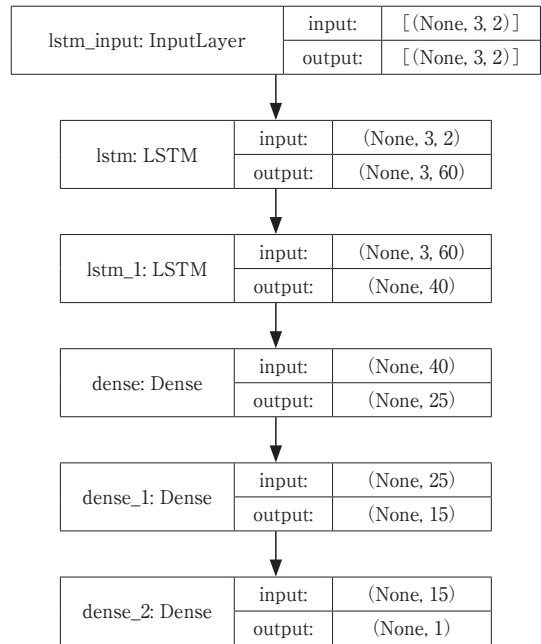 lstm_input: InputLayer
input: [(None, 3, 2)]
output: [(None, 3, 2)]
lstm: LSTM
input: (None, 3, 2)
output: (None, 3, 60)
lstm_1: LSTM
input: (None, 3, 60)
output: (None, 40)
dense: Dense
input: (None, 40)
output: (None, 25)
dense_1: Dense
input: (None, 25)
output: (None, 15)
dense_2: Dense
input: (None, 15)
output: (None, 1)